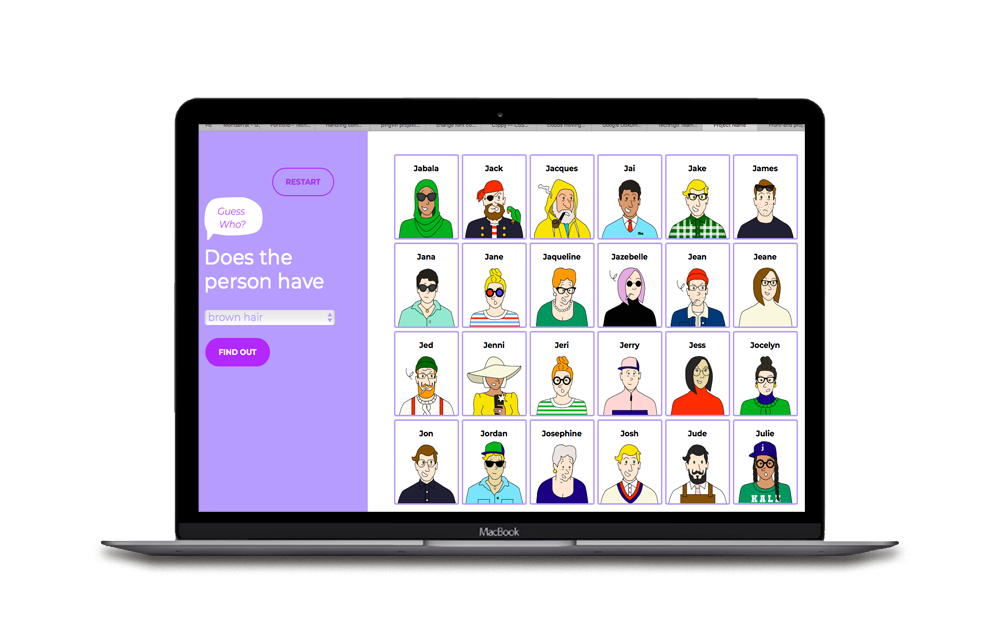 RESTART
Guess
Who?
Does the
person have
brown hair
FIND OUT
Jabala
Jack
Jacques
Jai
Jake
James
Jana
Jane
Jaqueline
Jazebelle
Jean
Jeane
Jed
Jenni
Jeri
Jerry
Jess
Jocelyn
Jon
Jordan
Josephine
Josh
Jude
Julie
j
MacBook